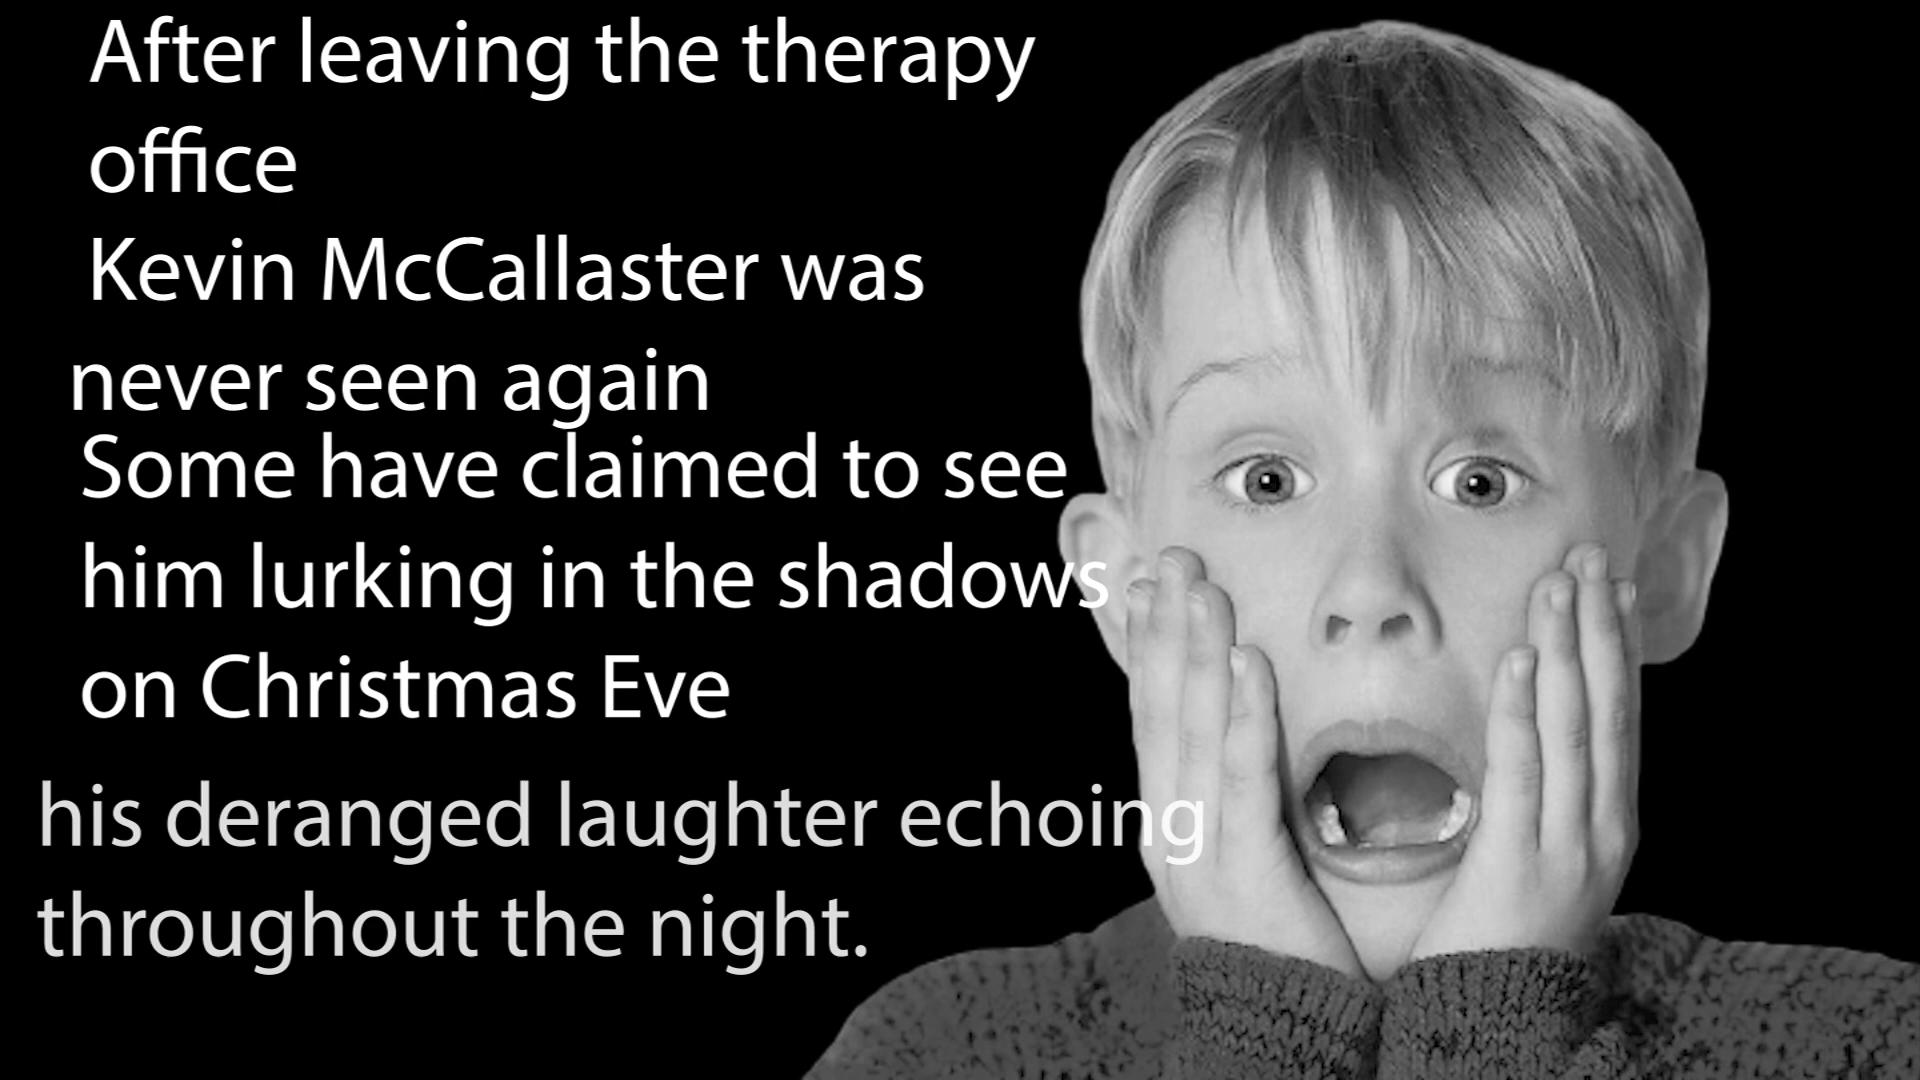 After leaving the therapy
office
Kevin McCallaster was
never seen again
Some have claimed to see
him lurking in the shadows
on Christmas Eve
his deranged laughter echoing
throughout the night.